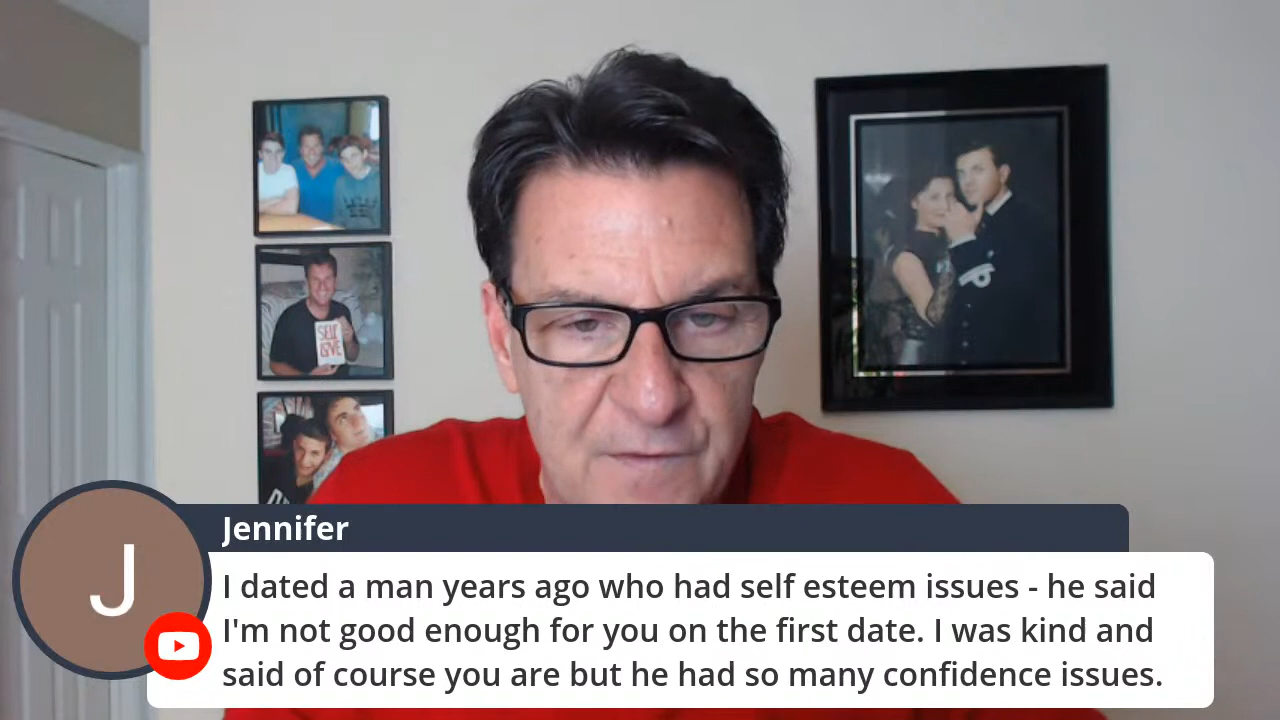 SELF
LOVE
Jennifer
J
I dated a man years ago who had self esteem issues - he said
I'm not good enough for you on the first date. I was kind and
said of course you are but he had so many confidence issues.